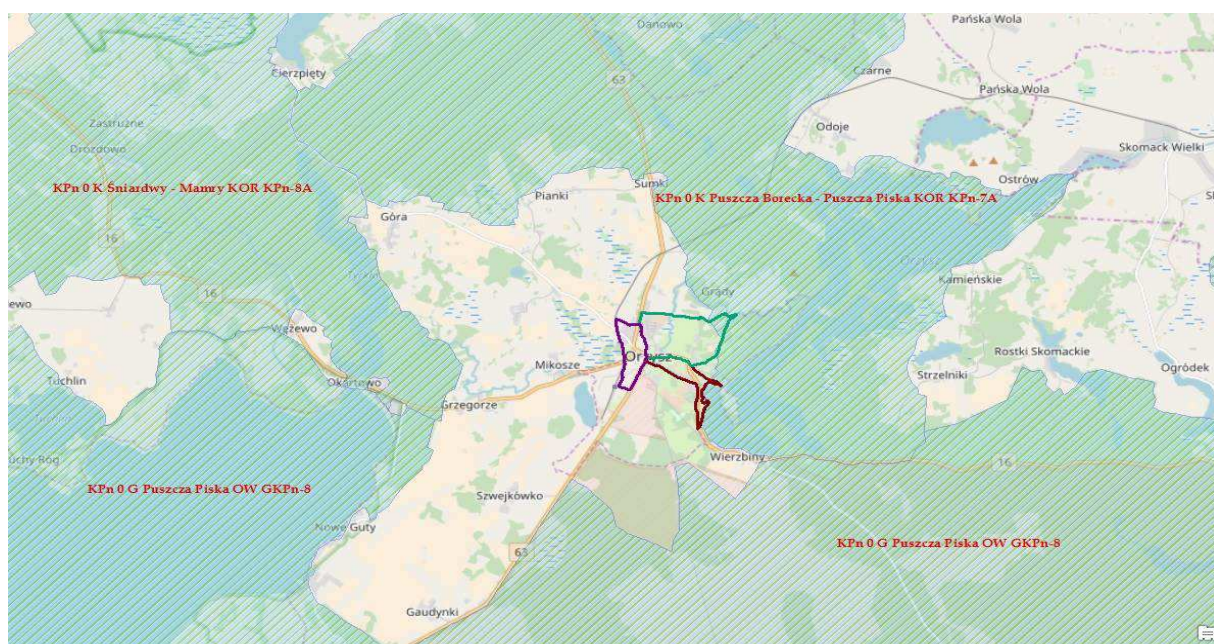 Pańska Wola
Danowo
Cierzpięty
63
Czarne
Pańska Wola
Zastrużne
Odoje
Drozdowo
Skomack Wielki
Ostrów
KPn 0 K Śniardwy - Mamry KOR KPn-8A
Sumki
Pianki
KPn 0 K Puszcza Borecka - Puszcza Piska KOR KPn-7A
Góra
16
Orzysz
Tyrkło
Kamieńskie
16
Grądy
Wężewo
Orzysz
Rostki Skomackie
Mikosze
Ogródek
Tuchlin
Okartowo
Strzelniki
Grzegorze
Wierzbiny
16
KPn 0 G Puszcza Piska OW GKPn-8
Szwejkówko
Nowe Guty
KPn 0 G Puszcza Piska OW GKPn-8
63
Gaudynki